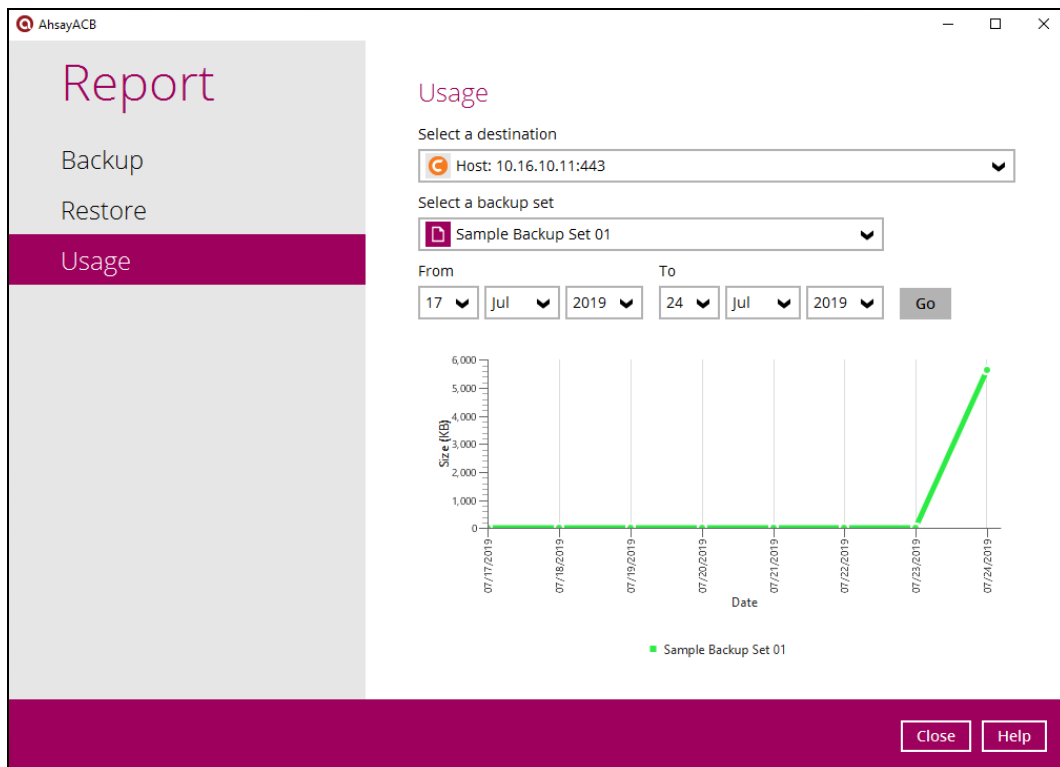 AhsayACB
Report
Backup
Restore
Usage
Usage
Select a destination
Host: 10.16.10.11:443
Select a backup set
Sample Backup Set 01
From To
17 Jul 2019 24 Jul 2019 Go
6,000
5,000
4,000
3,000
2,000
1,000
0
Size (KB)
07/17/2019 07/18/2019 07/19/2019 07/20/2019 07/21/2019 07/22/2019 07/23/2019 07/24/2019
Date
Sample Backup Set 01
Close Help